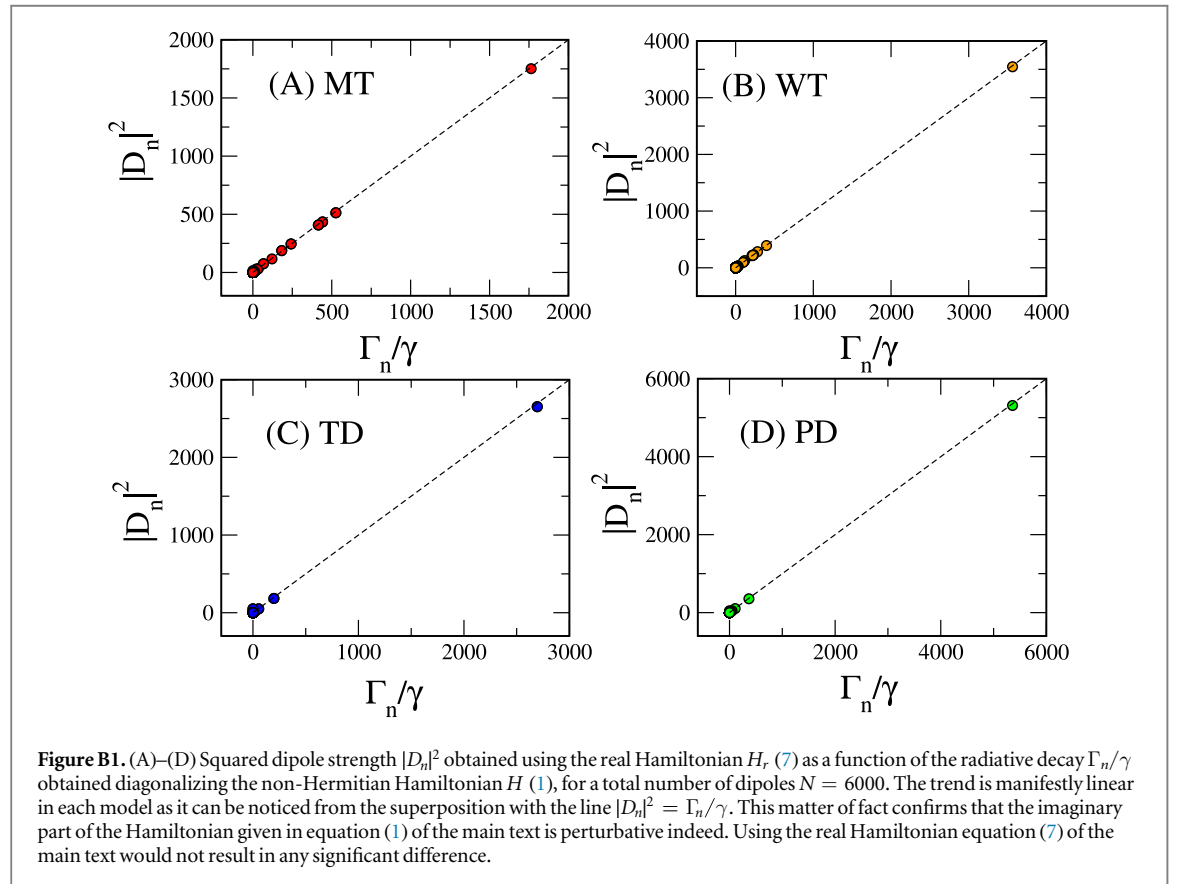 2000
1500
1000
500
0
(A) MT
|Dₙ|²
0 500 1000 1500 2000
Γₙ/γ
4000
3000
2000
1000
0
(B) WT
|Dₙ|²
0 1000 2000 3000 4000
Γₙ/γ
3000
2000
1000
0
(C) TD
|Dₙ|²
0 1000 2000 3000
Γₙ/γ
6000
4000
2000
0
(D) PD
|Dₙ|²
0 2000 4000 6000
Γₙ/γ
Figure B1. (A)–(D) Squared dipole strength |Dₙ|² obtained using the real Hamiltonian Hᵣ (7) as a function of the radiative decay Γₙ/γ
obtained diagonalizing the non-Hermitian Hamiltonian H (1), for a total number of dipoles N = 6000. The trend is manifestly linear
in each model as it can be noticed from the superposition with the line |Dₙ|² = Γₙ/γ. This matter of fact confirms that the imaginary
part of the Hamiltonian given in equation (1) of the main text is perturbative indeed. Using the real Hamiltonian equation (7) of the
main text would not result in any significant difference.